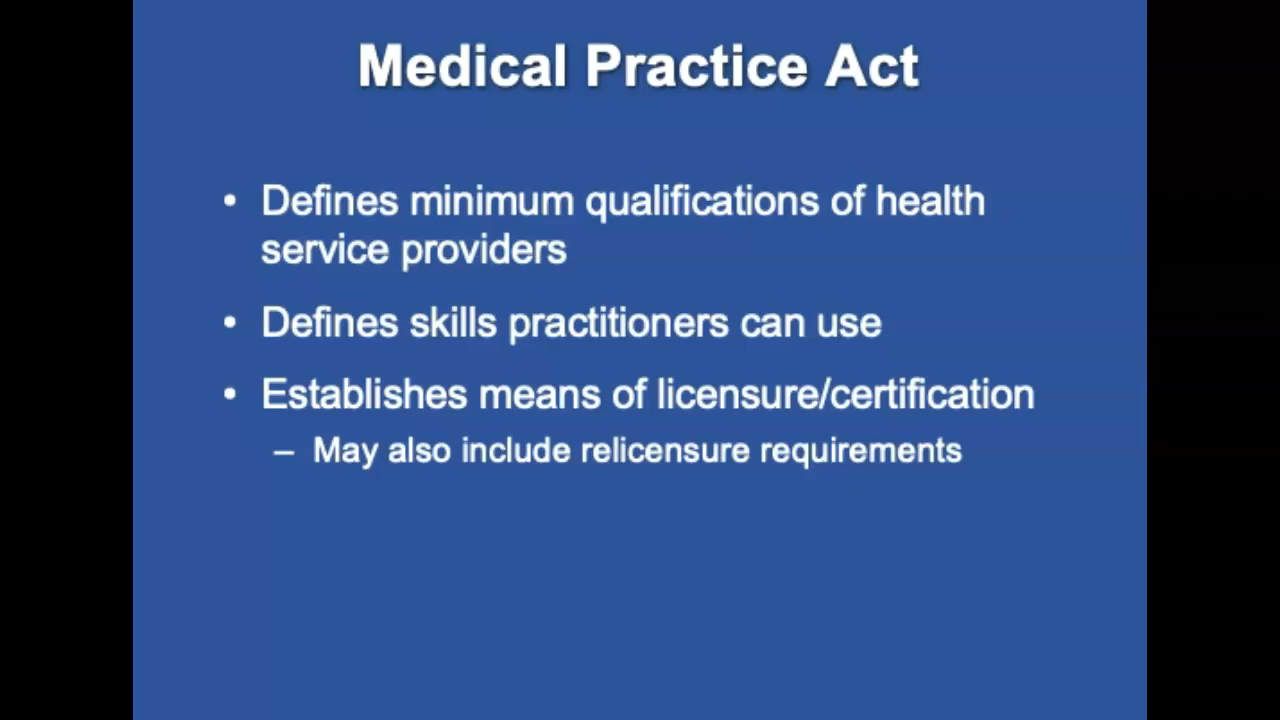 Medical Practice Act
• Defines minimum qualifications of health
service providers
• Defines skills practitioners can use
• Establishes means of licensure/certification
– May also include relicensure requirements